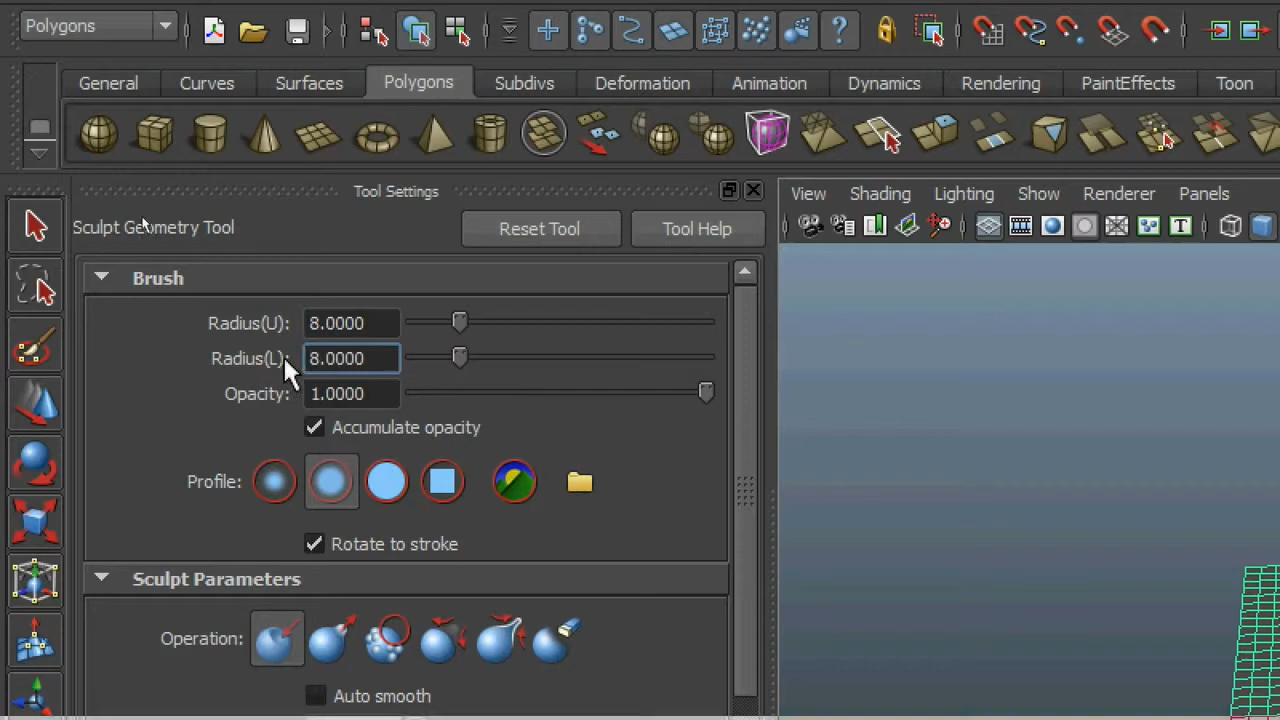 Polygons
General Curves Surfaces Polygons Subdivs Deformation Animation Dynamics Rendering PaintEffects Toon
Tool Settings
View Shading Lighting Show Renderer Panels
Sculpt Geometry Tool Reset Tool Tool Help
Brush
Radius(U): 8.0000
Radius(L): 8.0000
Opacity: 1.0000
Accumulate opacity
Profile:
Rotate to stroke
Sculpt Parameters
Operation:
Auto smooth